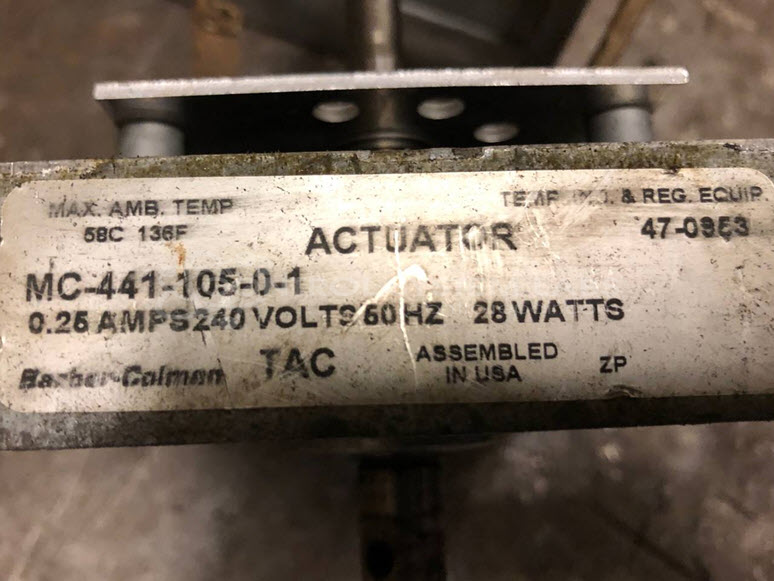 MAX. AMB. TEMP
58C 136F
TEMP. IND. & REG. EQUIP.
47-0953
ACTUATOR
MC-441-105-0-1
0.25 AMPS 240 VOLTS 50 HZ 28 WATTS
Barber-Colman TAC ASSEMBLED
IN USA
ZP